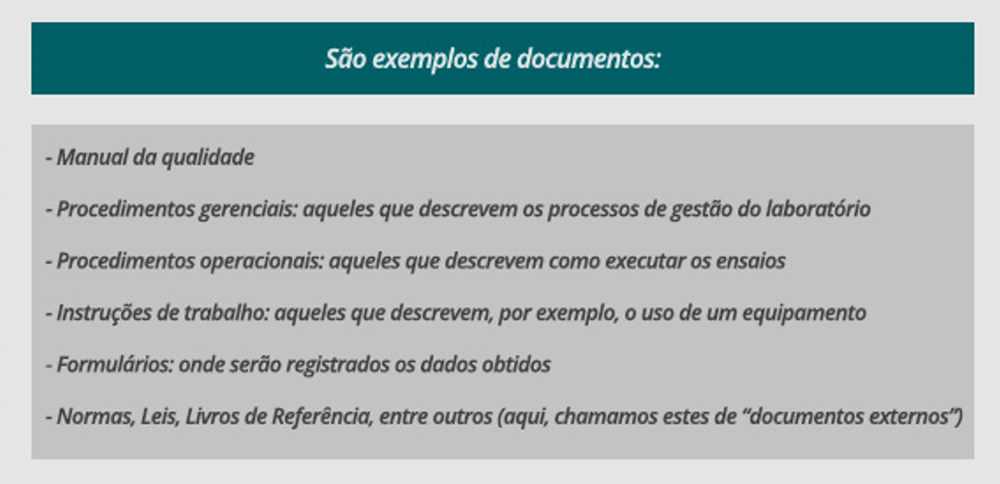 São exemplos de documentos:
- Manual da qualidade
- Procedimentos gerenciais: aqueles que descrevem os processos de gestão do laboratório
- Procedimentos operacionais: aqueles que descrevem como executar os ensaios
- Instruções de trabalho: aqueles que descrevem, por exemplo, o uso de um equipamento
- Formulários: onde serão registrados os dados obtidos
- Normas, Leis, Livros de Referência, entre outros (aqui, chamamos estes de “documentos externos”)